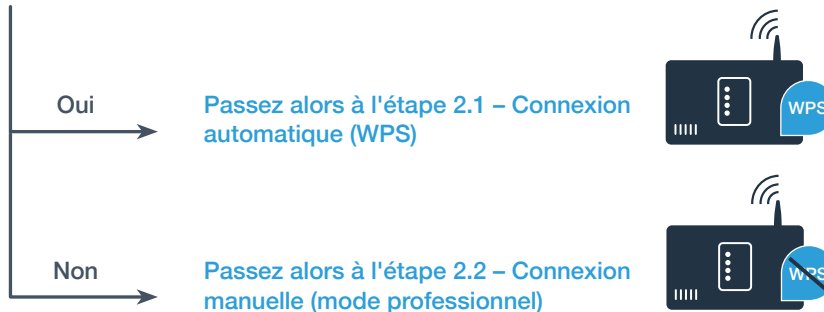 Oui
Passez alors à l'étape 2.1 – Connexion
automatique (WPS)
WPS
Non
Passez alors à l'étape 2.2 – Connexion
manuelle (mode professionnel)
WPS